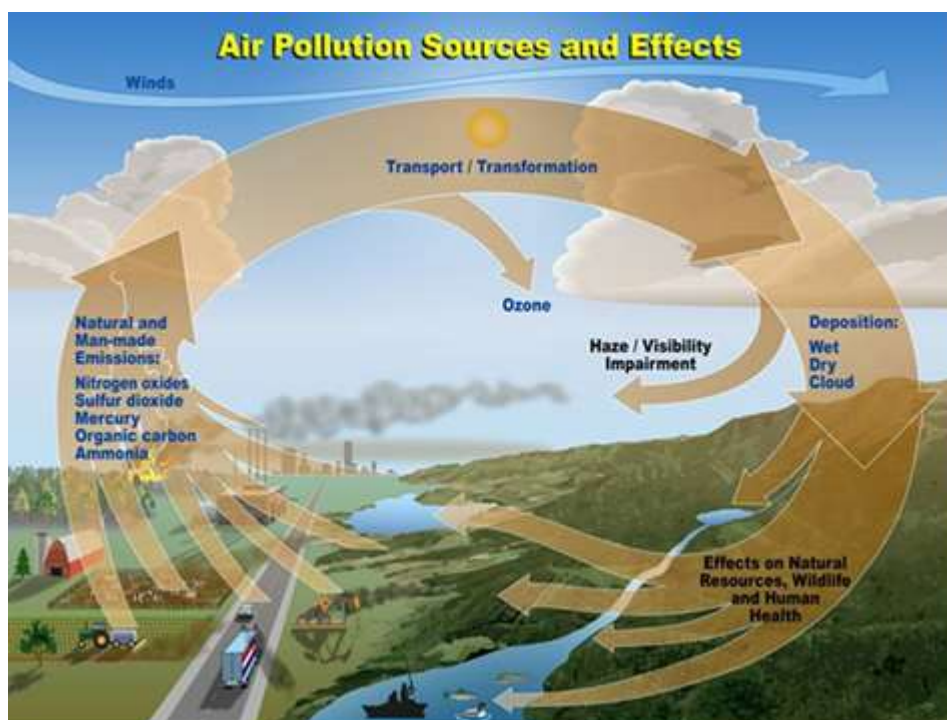 Air Pollution Sources and Effects
Winds
Transport / Transformation
Ozone
Natural and
Man-made
Emissions:
Nitrogen oxides
Sulfur dioxide
Mercury
Organic carbon
Ammonia
Haze / Visibility
Impairment
Deposition:
Wet
Dry
Cloud
Effects on Natural
Resources, Wildlife
and Human
Health